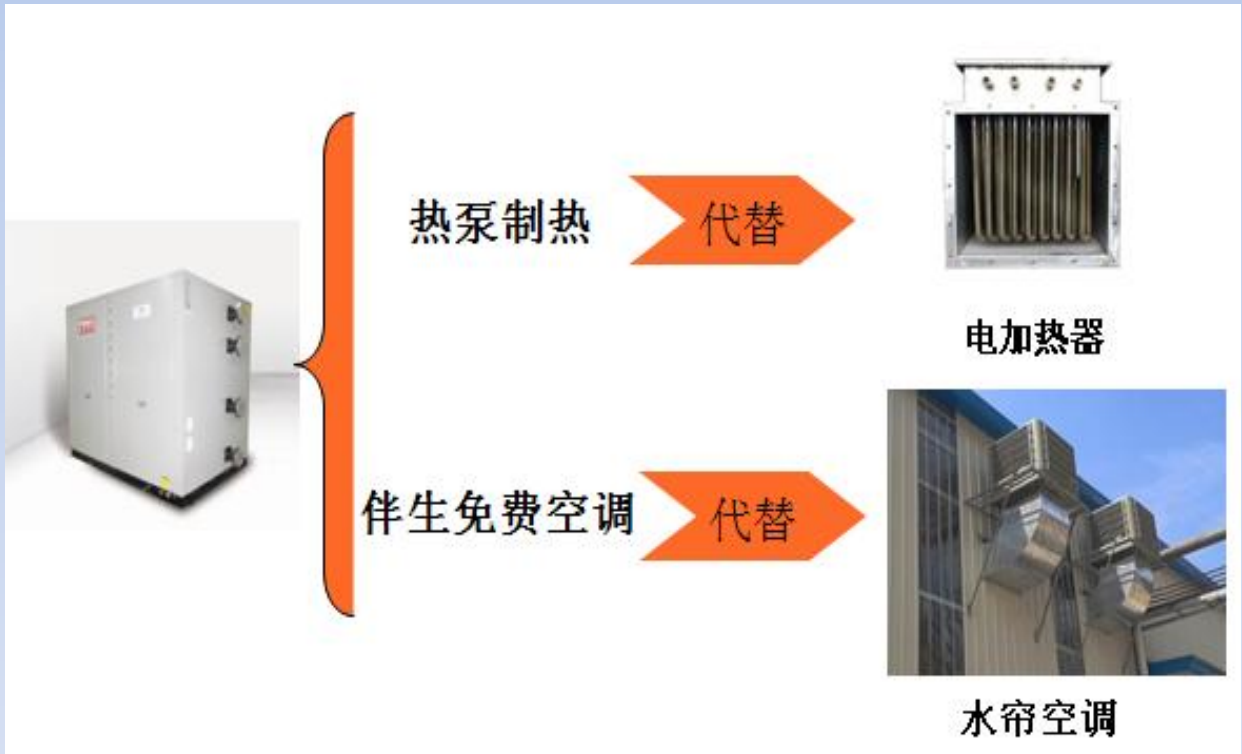 热泵制热
代替
电加热器
伴生免费空调
代替
水帘空调